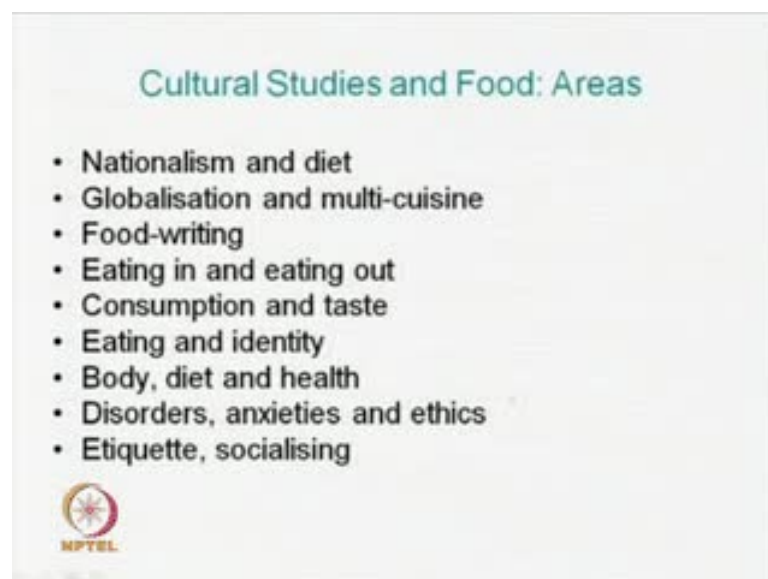 Cultural Studies and Food: Areas
• Nationalism and diet
• Globalisation and multi-cuisine
• Food-writing
• Eating in and eating out
• Consumption and taste
• Eating and identity
• Body, diet and health
• Disorders, anxieties and ethics
• Etiquette, socialising
NPTEL